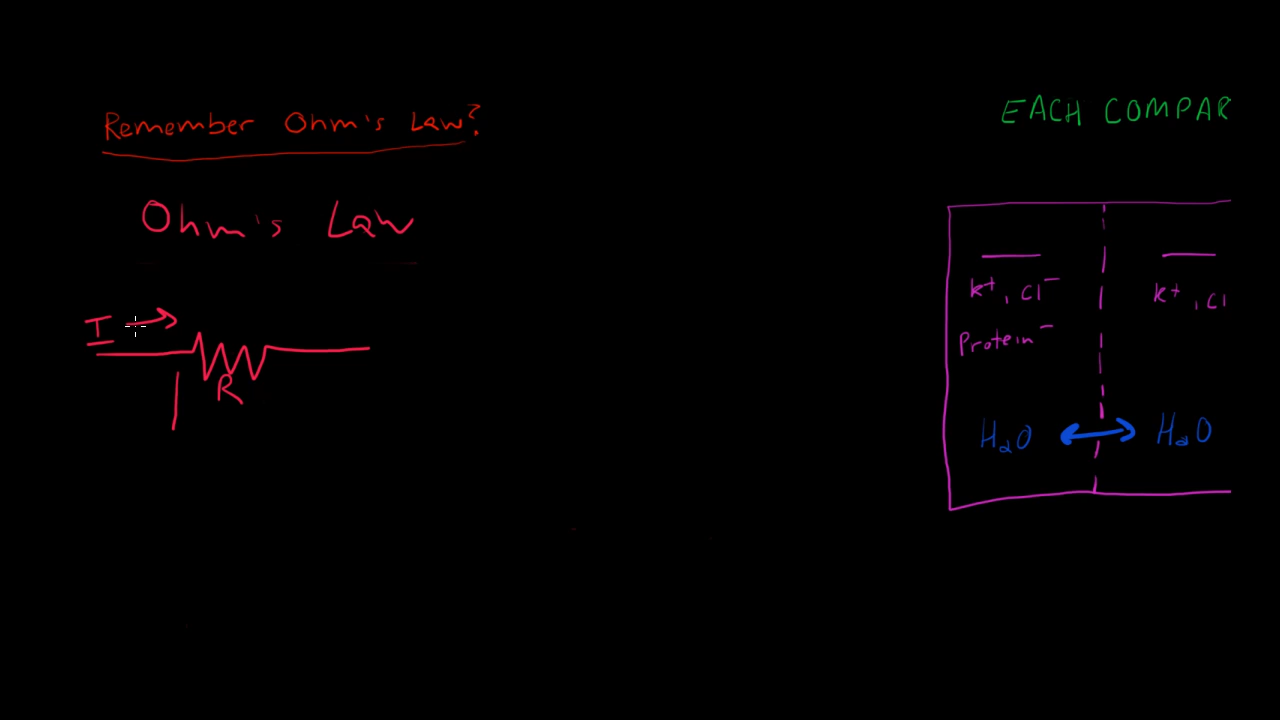 Remember Ohm's Law?
Ohm's Law
I
R
EACH COMPAR
K+, Cl-
Protein-
H2O
K+, Cl
H2O